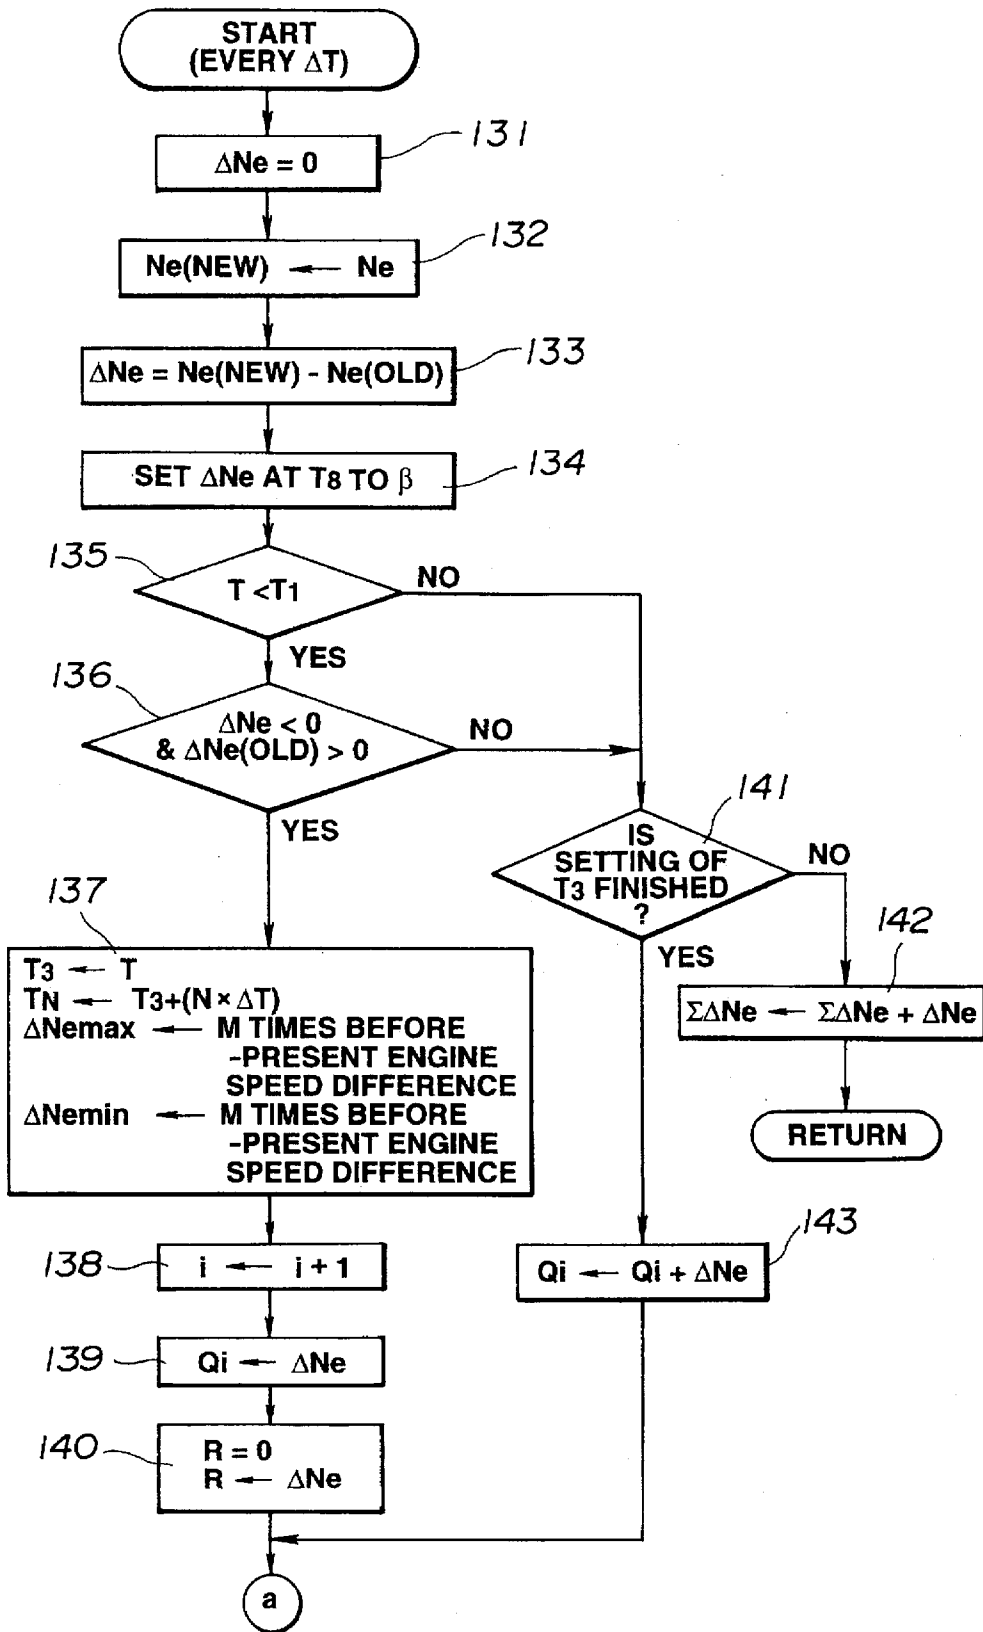 START
(EVERY ΔT)
131
ΔNe = 0
132
Ne(NEW) ← Ne
133
ΔNe = Ne(NEW) - Ne(OLD)
134
SET ΔNe AT T8 TO β
135
T <T1
NO
YES
136
ΔNe < 0
& ΔNe(OLD) > 0
NO
YES
141
IS
SETTING OF
T3 FINISHED
?
NO
YES
142
ΣΔNe ← ΣΔNe + ΔNe
RETURN
137
T3 ← T
TN ← T3+(N × ΔT)
ΔNemax ← M TIMES BEFORE
-PRESENT ENGINE
SPEED DIFFERENCE
ΔNemin ← M TIMES BEFORE
-PRESENT ENGINE
SPEED DIFFERENCE
138
i ← i + 1
143
Qi ← Qi + ΔNe
139
Qi ← ΔNe
140
R = 0
R ← ΔNe
a